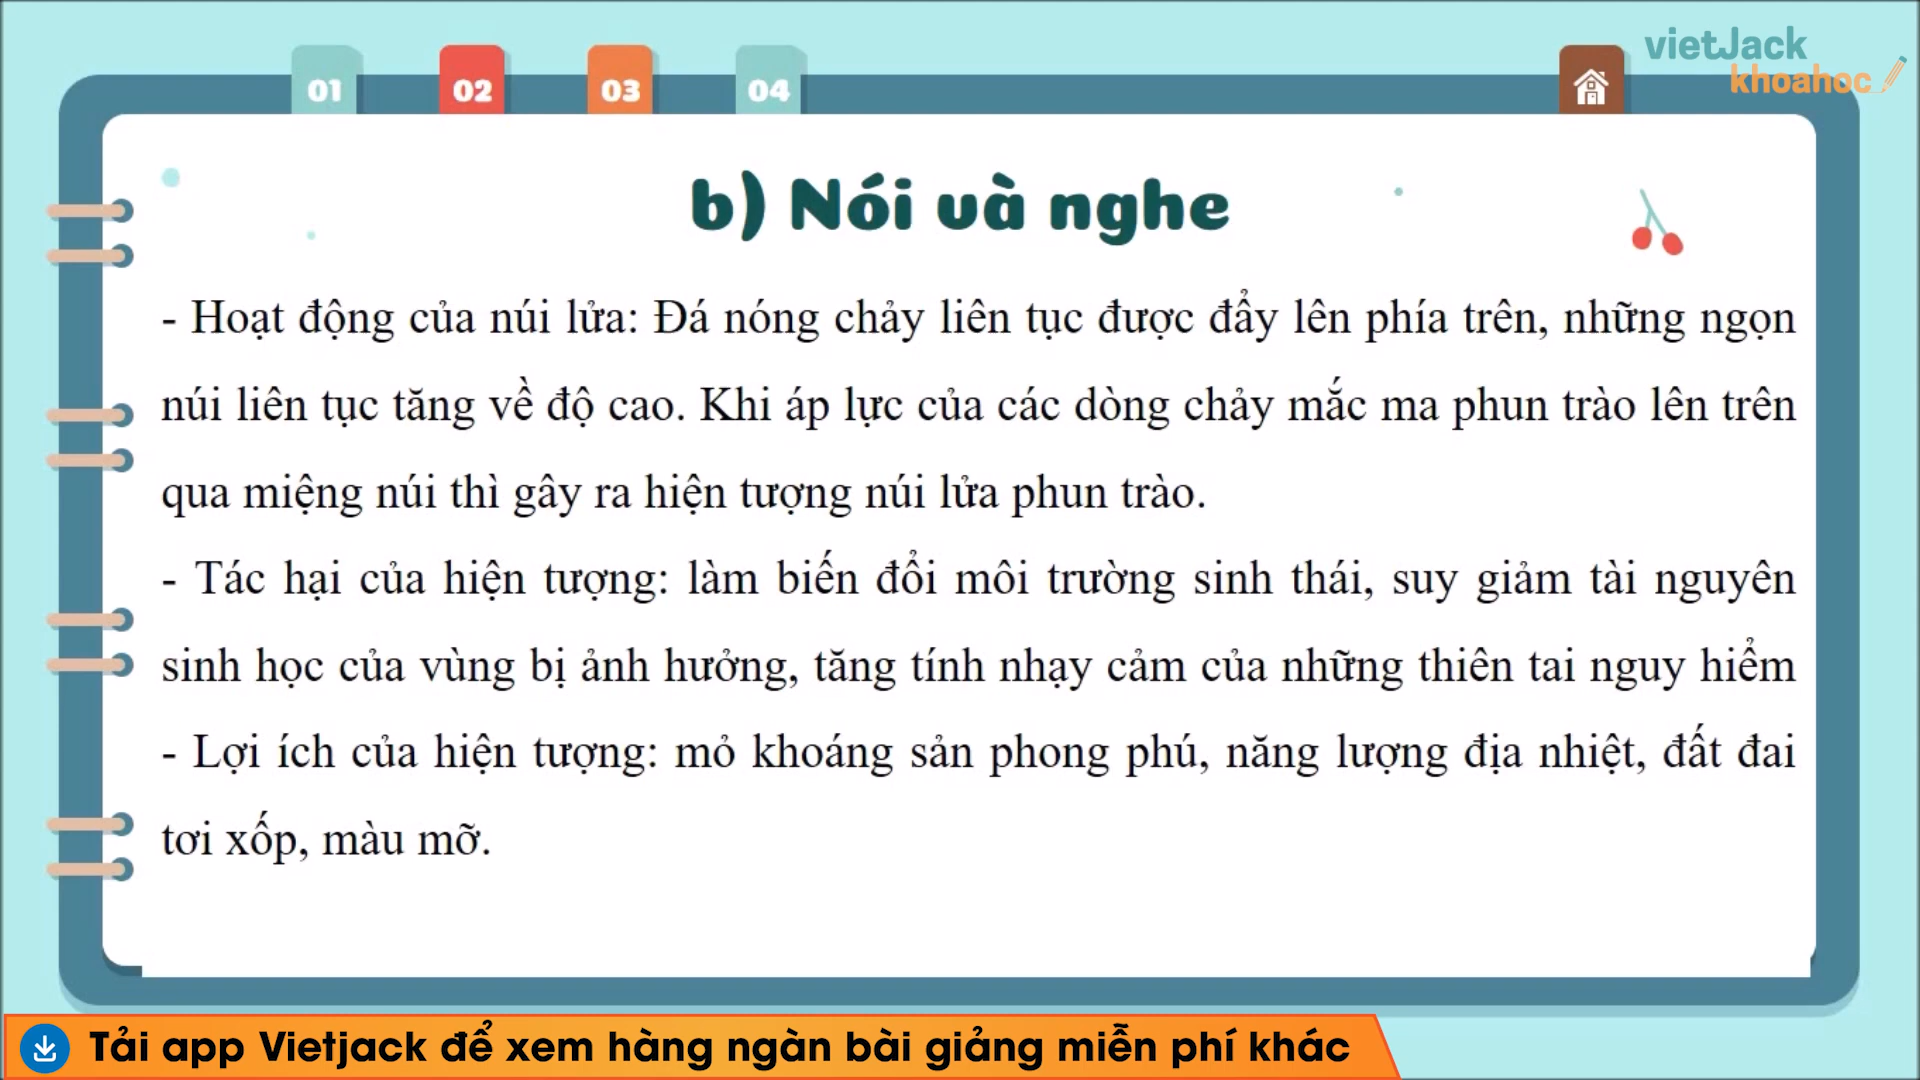 01 02 03 04
vietJack
khoahoc
b) Nói và nghe
- Hoạt động của núi lửa: Đá nóng chảy liên tục được đẩy lên phía trên, những ngọn
núi liên tục tăng về độ cao. Khi áp lực của các dòng chảy mắc ma phun trào lên trên
qua miệng núi thì gây ra hiện tượng núi lửa phun trào.
- Tác hại của hiện tượng: làm biến đổi môi trường sinh thái, suy giảm tài nguyên
sinh học của vùng bị ảnh hưởng, tăng tính nhạy cảm của những thiên tai nguy hiểm
- Lợi ích của hiện tượng: mỏ khoáng sản phong phú, năng lượng địa nhiệt, đất đai
tơi xốp, màu mỡ.
Tải app Vietjack để xem hàng ngàn bài giảng miễn phí khác